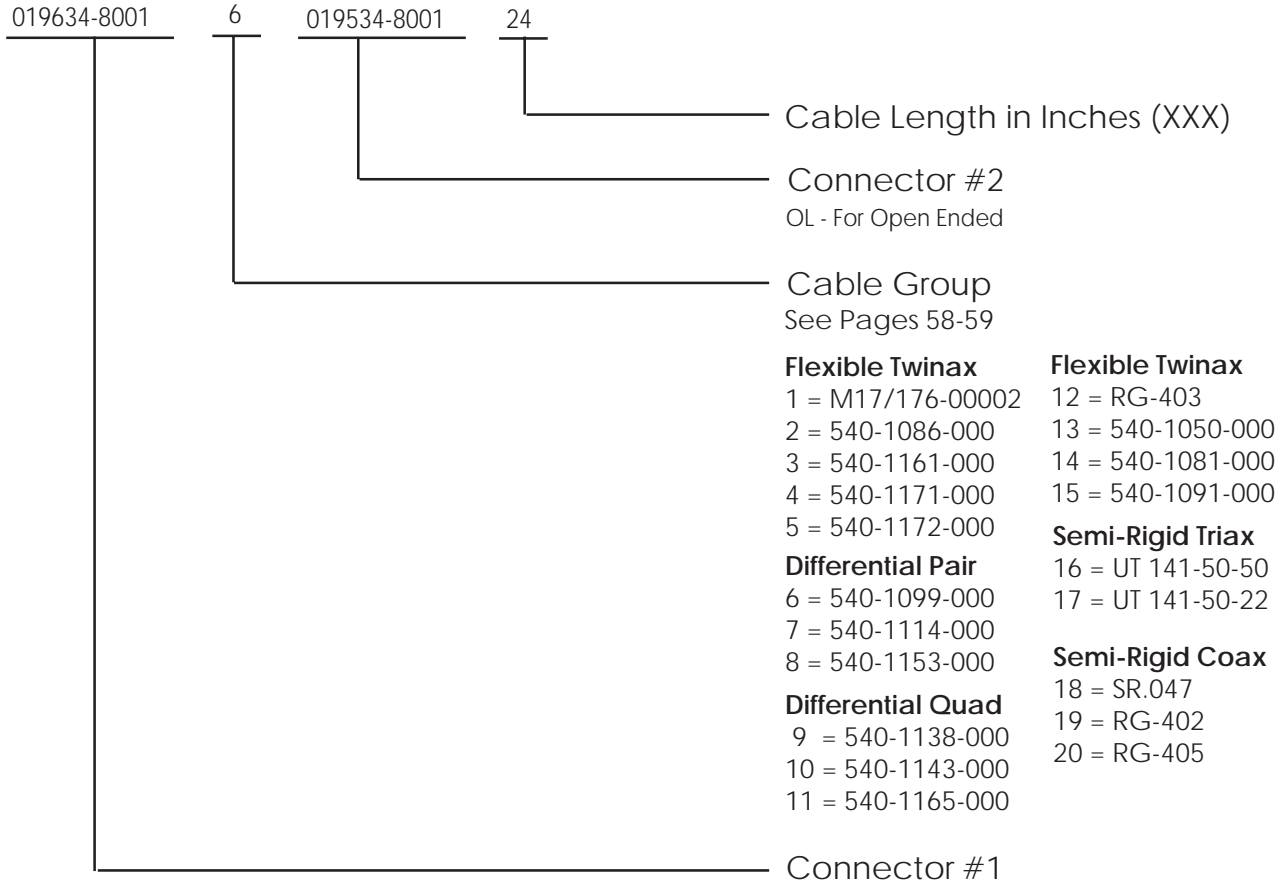 019634-8001 6 019534-8001 24
Cable Length in Inches (XXX)
Connector #2
OL - For Open Ended
Cable Group
See Pages 58-59
Flexible Twinax
1 = M17/176-00002
2 = 540-1086-000
3 = 540-1161-000
4 = 540-1171-000
5 = 540-1172-000
Differential Pair
6 = 540-1099-000
7 = 540-1114-000
8 = 540-1153-000
Differential Quad
9 = 540-1138-000
10 = 540-1143-000
11 = 540-1165-000
Flexible Twinax
12 = RG-403
13 = 540-1050-000
14 = 540-1081-000
15 = 540-1091-000
Semi-Rigid Triax
16 = UT 141-50-50
17 = UT 141-50-22
Semi-Rigid Coax
18 = SR.047
19 = RG-402
20 = RG-405
Connector #1